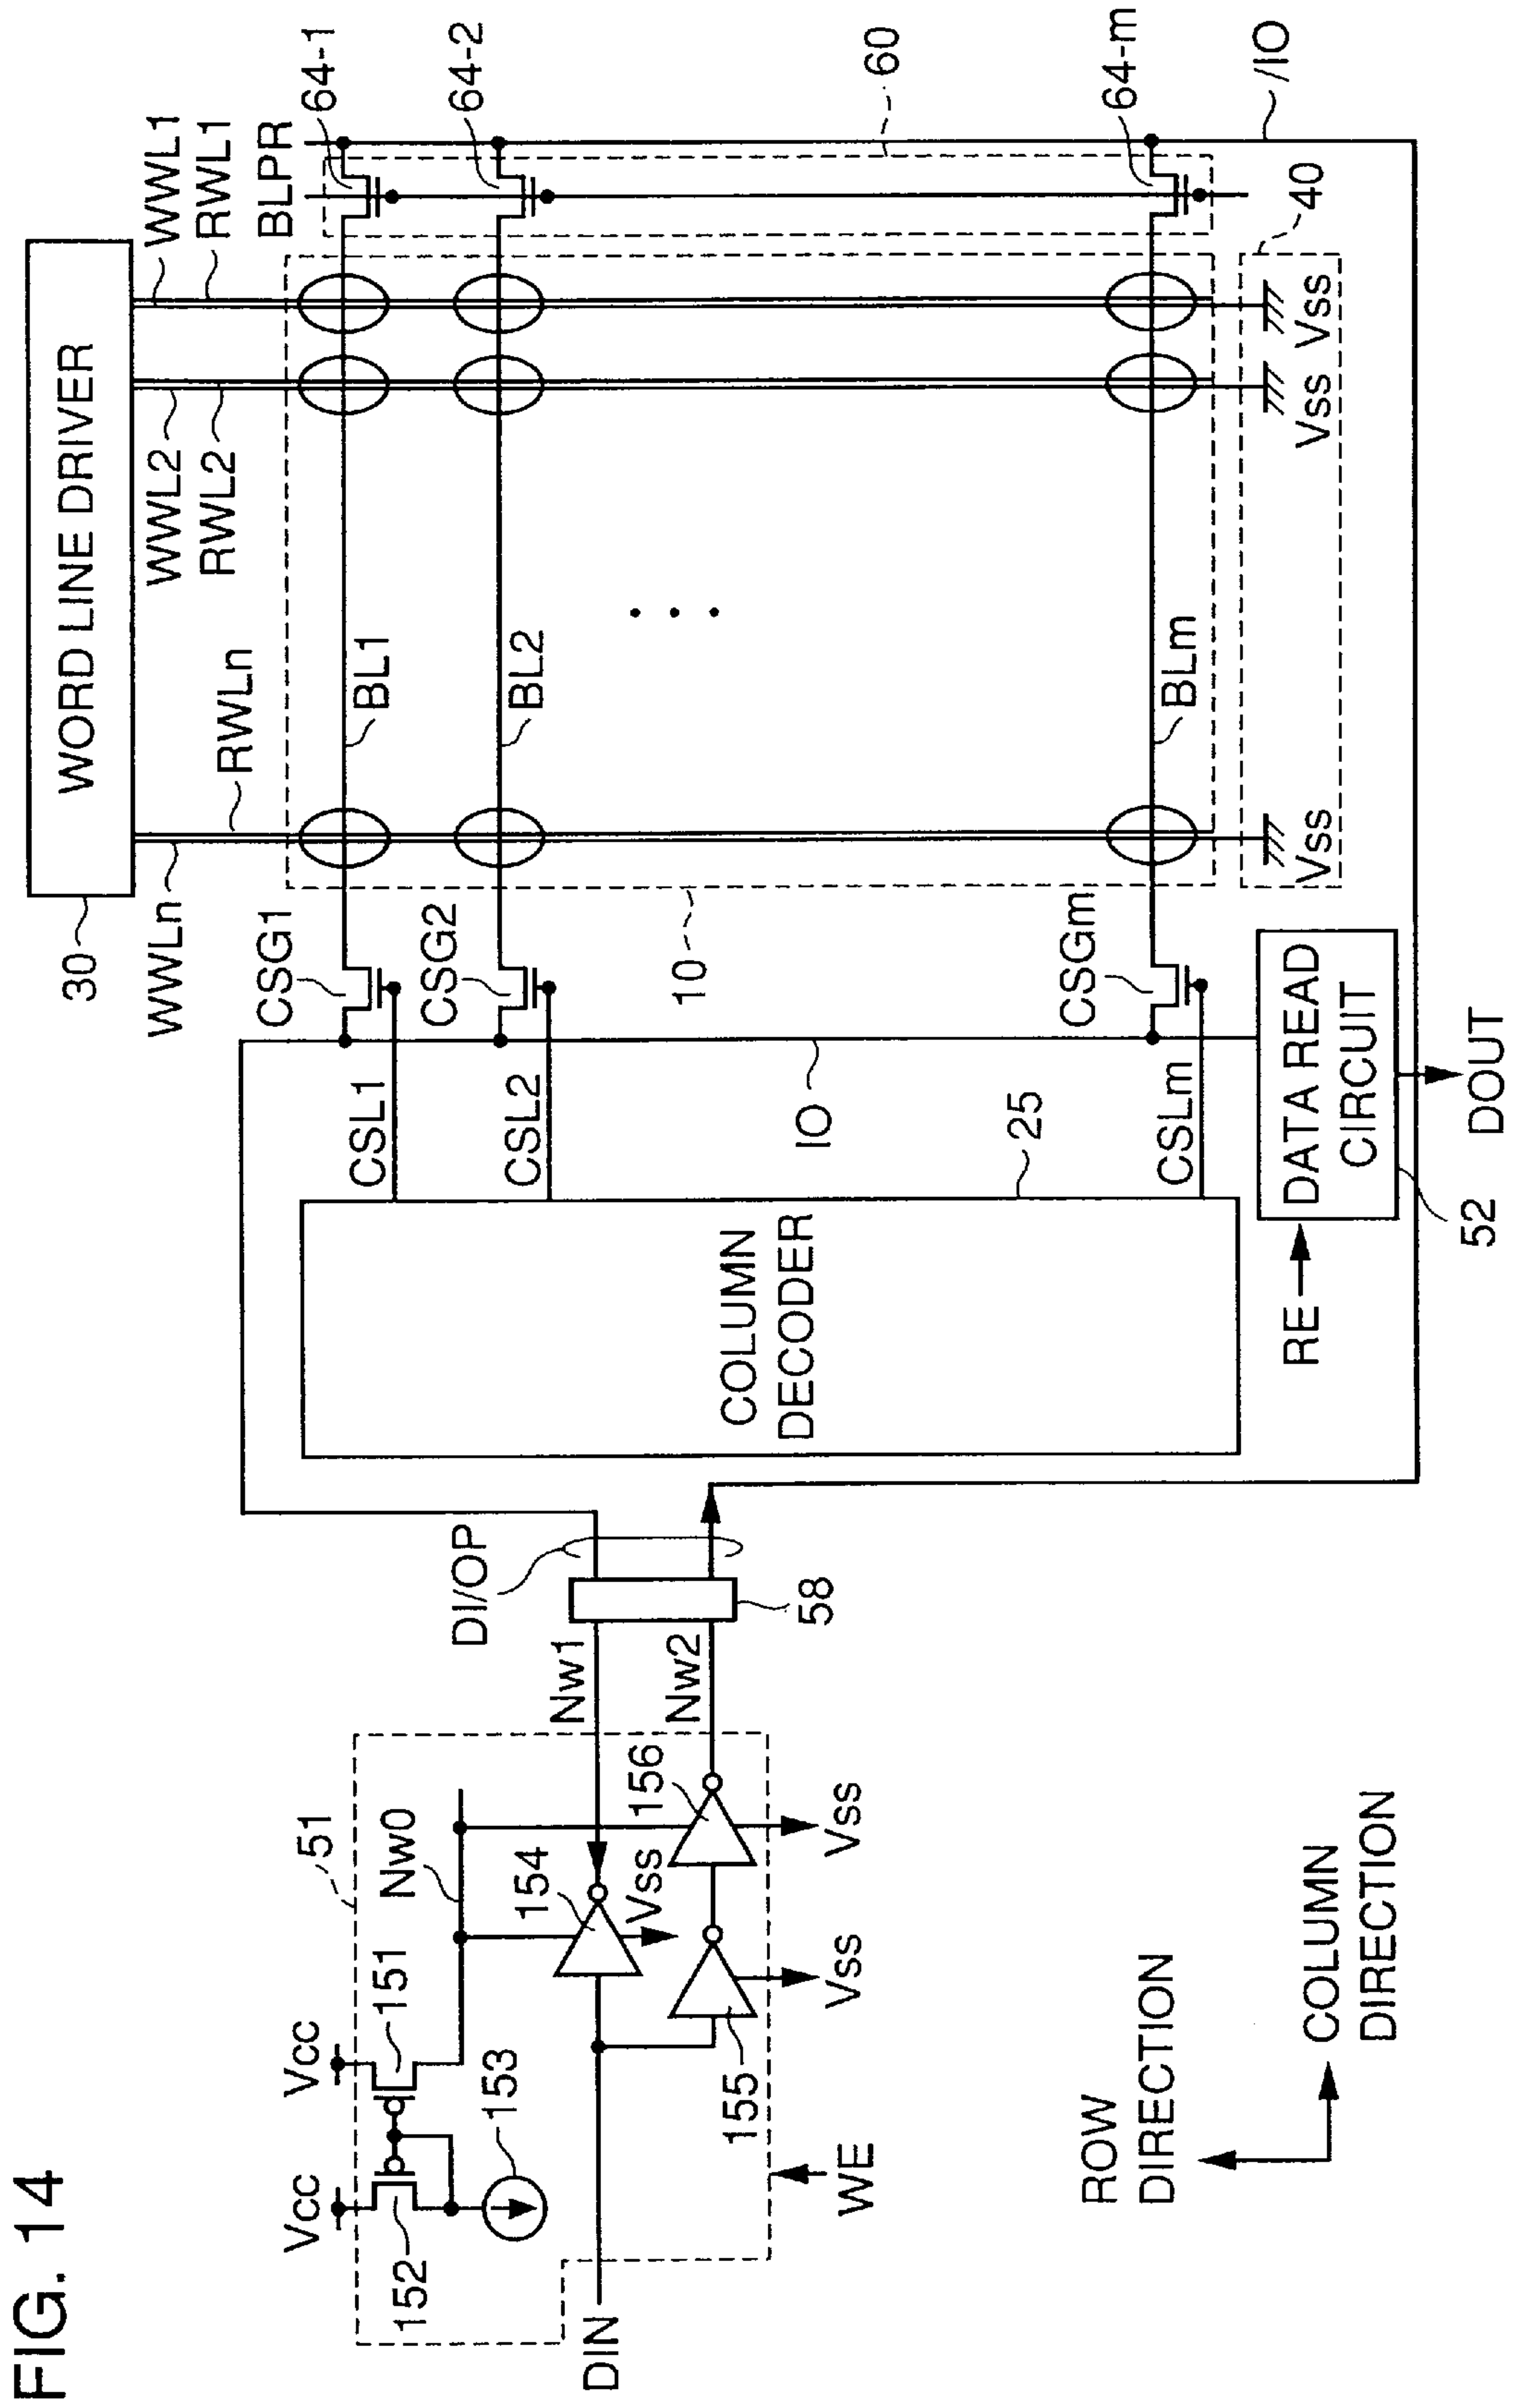 FIG. 14
WORD LINE DRIVER
30
WWLn
RWLn
WWL2
RWL2
WWL1
RWL1
BLPR
64-1
64-2
64-m
60
/IO
40
Vss
Vss
Vss
BL1
BL2
BLm
10
CSG1
CSG2
CSGm
CSL1
CSL2
CSLm
IO
25
COLUMN
DECODER
DATA READ
CIRCUIT
RE
52
DOUT
DI/OP
58
Nw1
Nw2
51
Nw0
Vcc
Vcc
151
152
153
154
155
156
Vss
Vss
Vss
DIN
WE
ROW
DIRECTION
COLUMN
DIRECTION